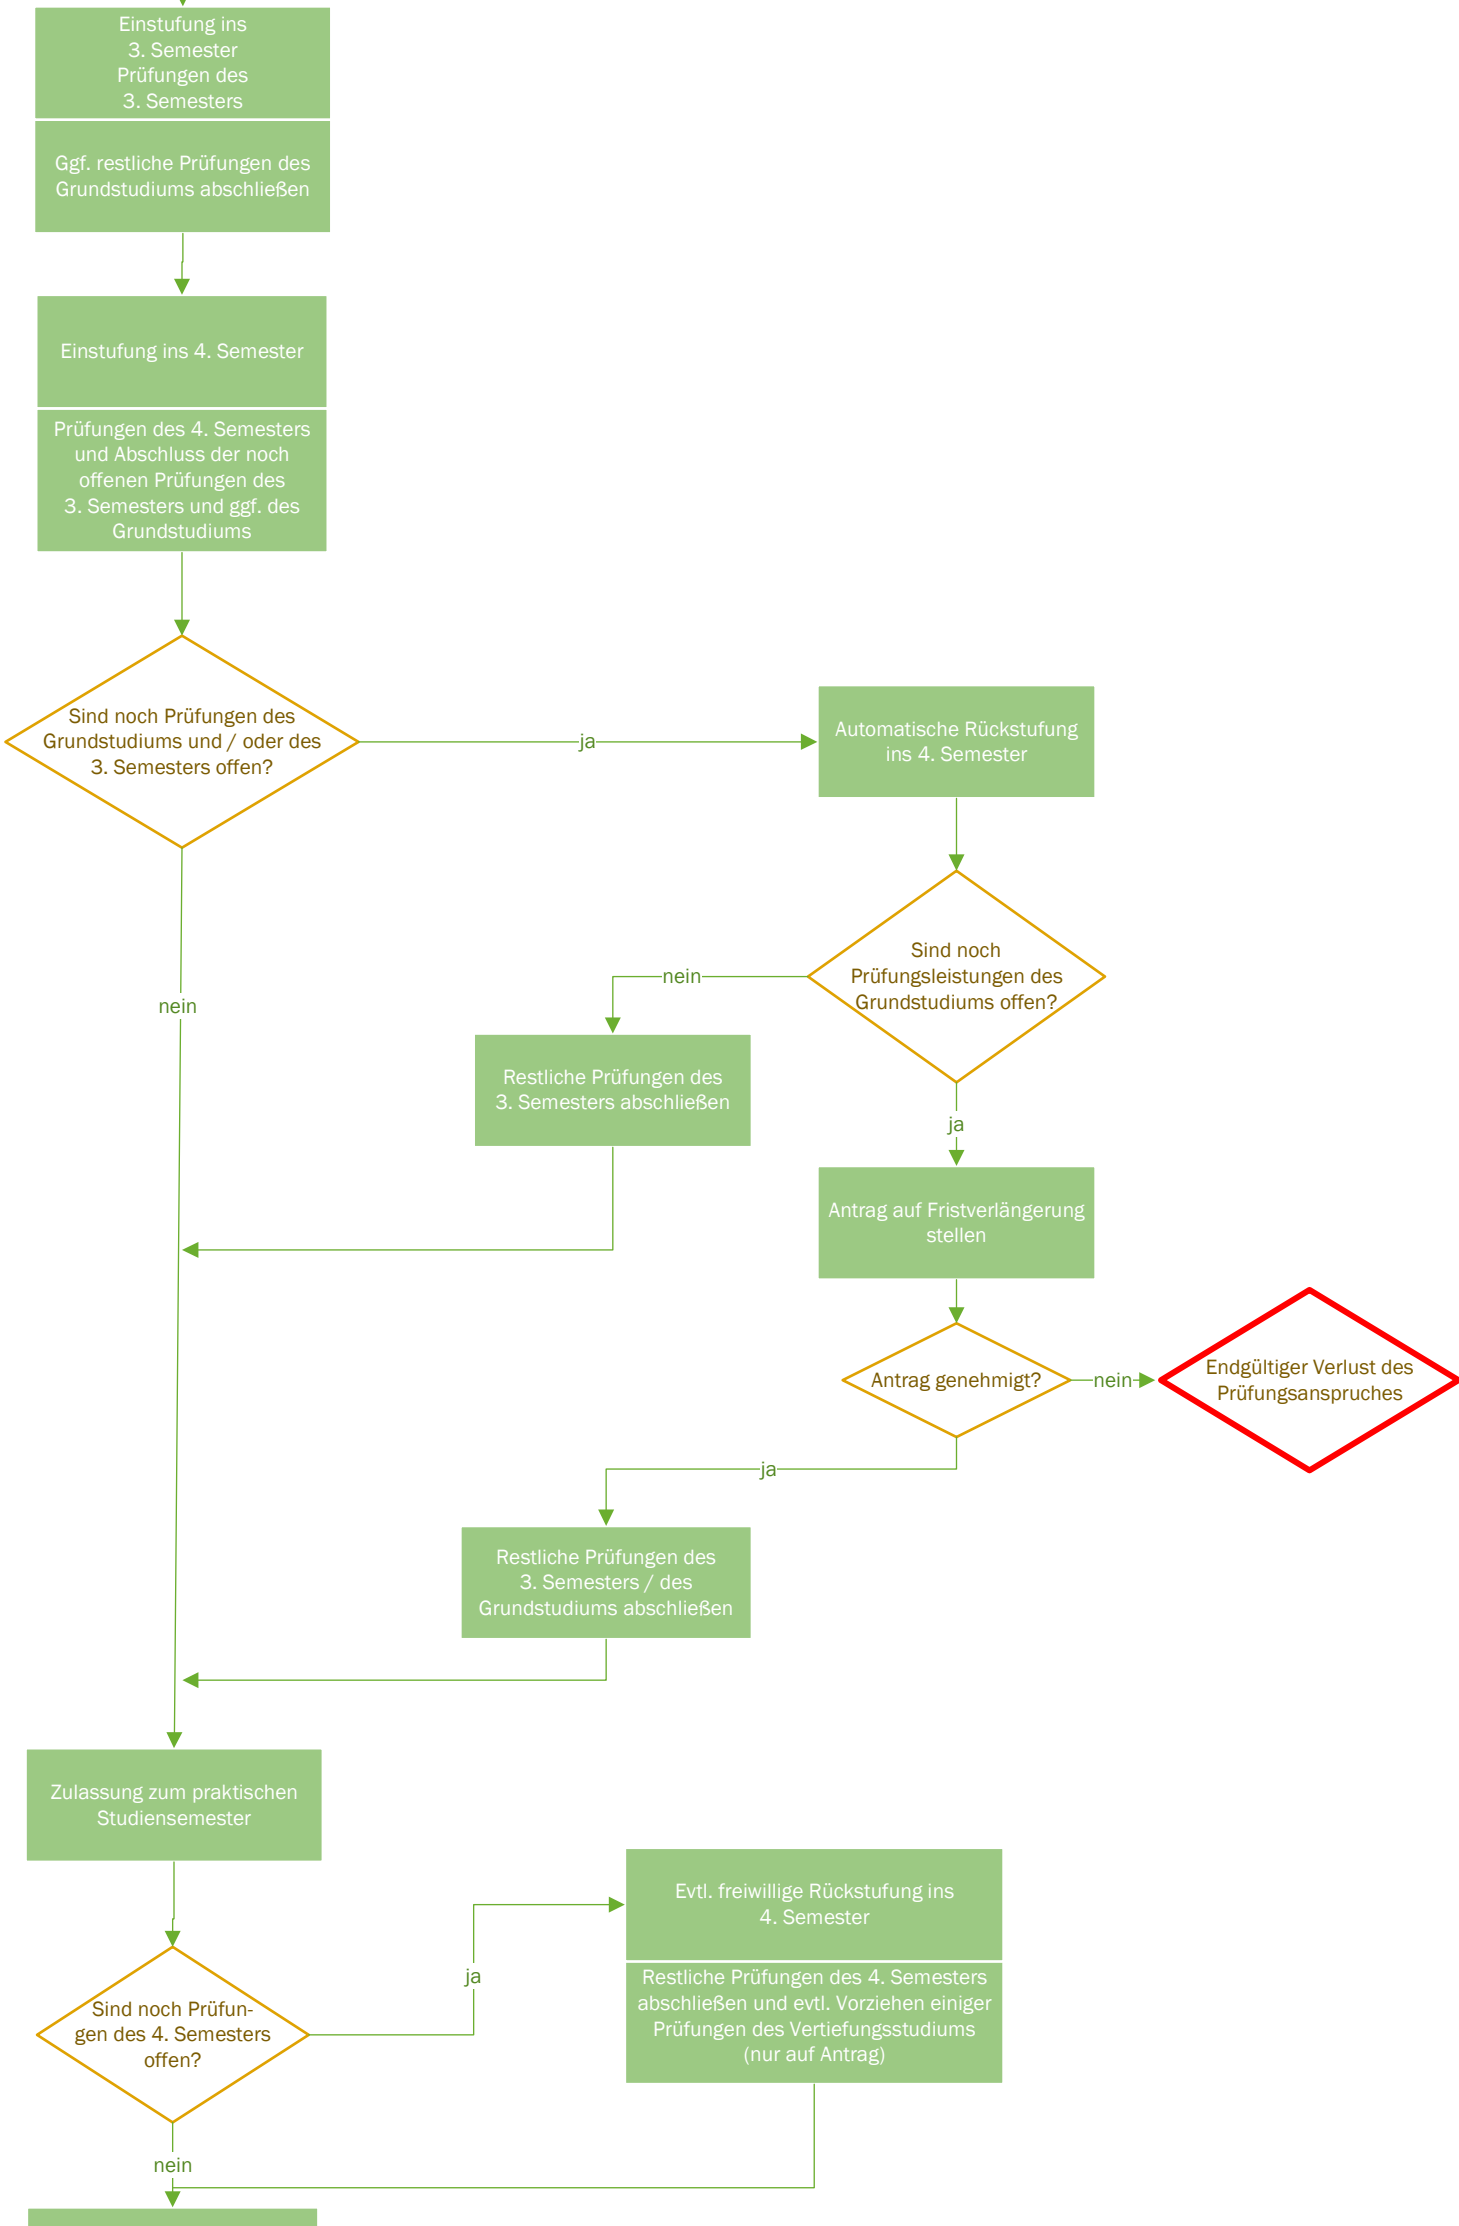 Einstufung ins
3. Semester
Prüfungen des
3. Semesters
Ggf. restliche Prüfungen des
Grundstudiums abschließen
Einstufung ins 4. Semester
Prüfungen des 4. Semesters
und Abschluss der noch
offenen Prüfungen des
3. Semesters und ggf. des
Grundstudiums
Sind noch Prüfungen des
Grundstudiums und / oder des
3. Semesters offen?
ja
Automatische Rückstufung
ins 4. Semester
nein
Sind noch
Prüfungsleistungen des
Grundstudiums offen?
nein
Restliche Prüfungen des
3. Semesters abschließen
ja
Antrag auf Fristverlängerung
stellen
Antrag genehmigt?
nein
Endgültiger Verlust des
Prüfungsanspruches
ja
Restliche Prüfungen des
3. Semesters / des
Grundstudiums abschließen
Zulassung zum praktischen
Studiensemester
Sind noch Prüfun-
gen des 4. Semesters
offen?
ja
Evtl. freiwillige Rückstufung ins
4. Semester
Restliche Prüfungen des 4. Semesters
abschließen und evtl. Vorziehen einiger
Prüfungen des Vertiefungsstudiums
(nur auf Antrag)
nein